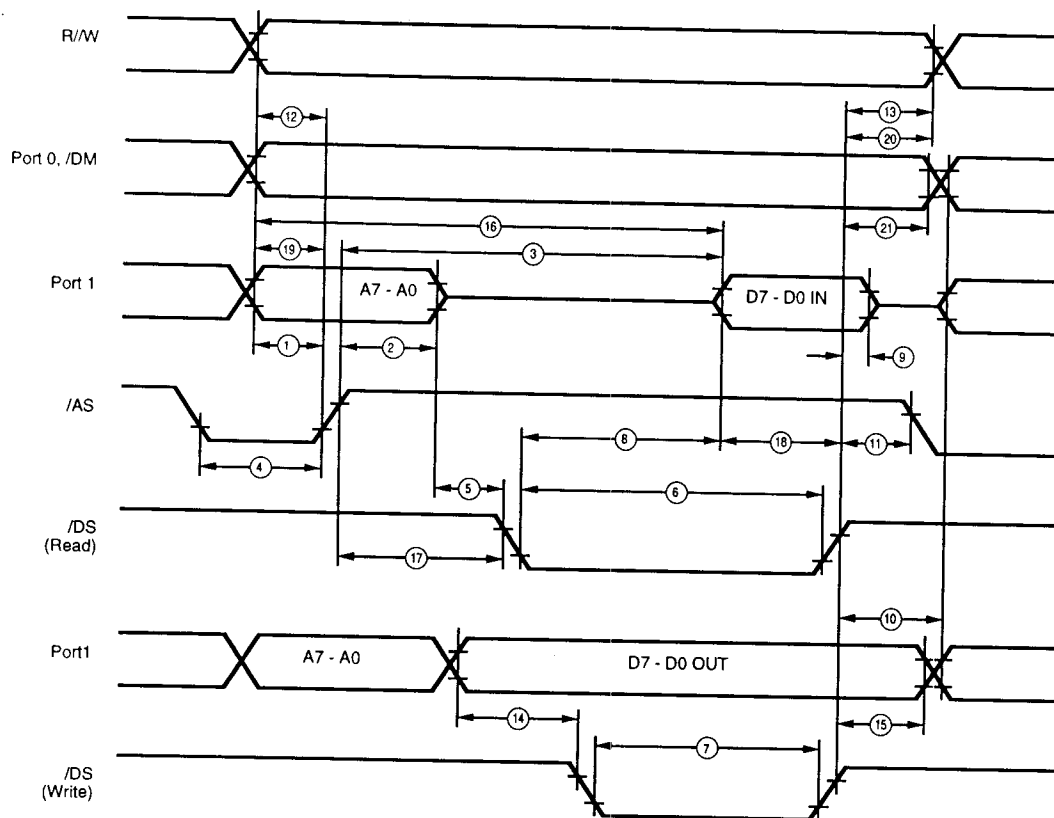 R//W
12
13
20
Port 0, /DM
16
21
19
3
Port 1
A7 - A0
D7 - D0 IN
1
2
9
/AS
8
18
11
4
5
6
/DS
(Read)
17
10
Port1
A7 - A0
D7 - D0 OUT
14
15
7
/DS
(Write)